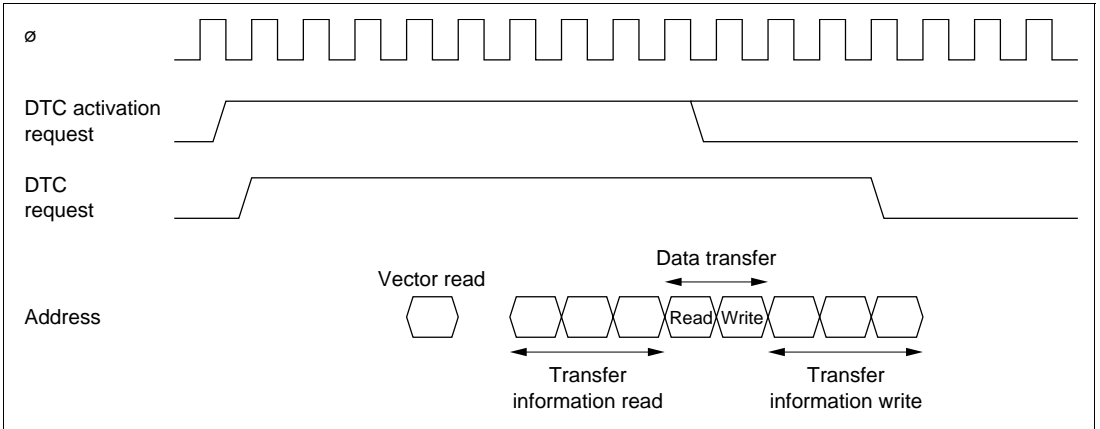 ø
DTC activation
request
DTC
request
Data transfer
Vector read
Address
Read Write
Transfer
information read
Transfer
information write